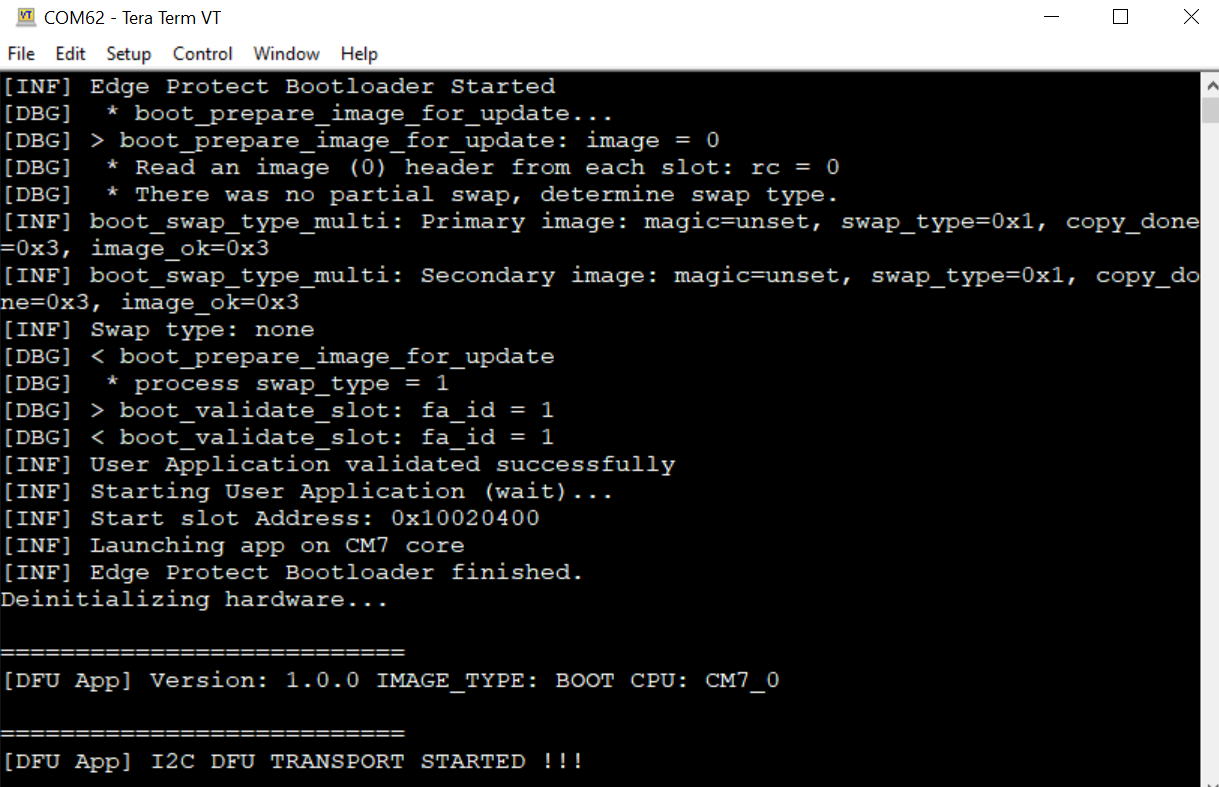 COM62 - Tera Term VT
File Edit Setup Control Window Help
[INF] Edge Protect Bootloader Started
[DBG]  * boot_prepare_image_for_update...
[DBG] > boot_prepare_image_for_update: image = 0
[DBG]  * Read an image (0) header from each slot: rc = 0
[DBG]  * There was no partial swap, determine swap type.
[INF] boot_swap_type_multi: Primary image: magic=unset, swap_type=0x1, copy_done
=0x3, image_ok=0x3
[INF] boot_swap_type_multi: Secondary image: magic=unset, swap_type=0x1, copy_do
ne=0x3, image_ok=0x3
[INF] Swap type: none
[DBG] < boot_prepare_image_for_update
[DBG]  * process swap_type = 1
[DBG] > boot_validate_slot: fa_id = 1
[DBG] < boot_validate_slot: fa_id = 1
[INF] User Application validated successfully
[INF] Starting User Application (wait)...
[INF] Start slot Address: 0x10020400
[INF] Launching app on CM7 core
[INF] Edge Protect Bootloader finished.
Deinitializing hardware...
===========================
[DFU App] Version: 1.0.0 IMAGE_TYPE: BOOT CPU: CM7_0
===========================
[DFU App] I2C DFU TRANSPORT STARTED !!!